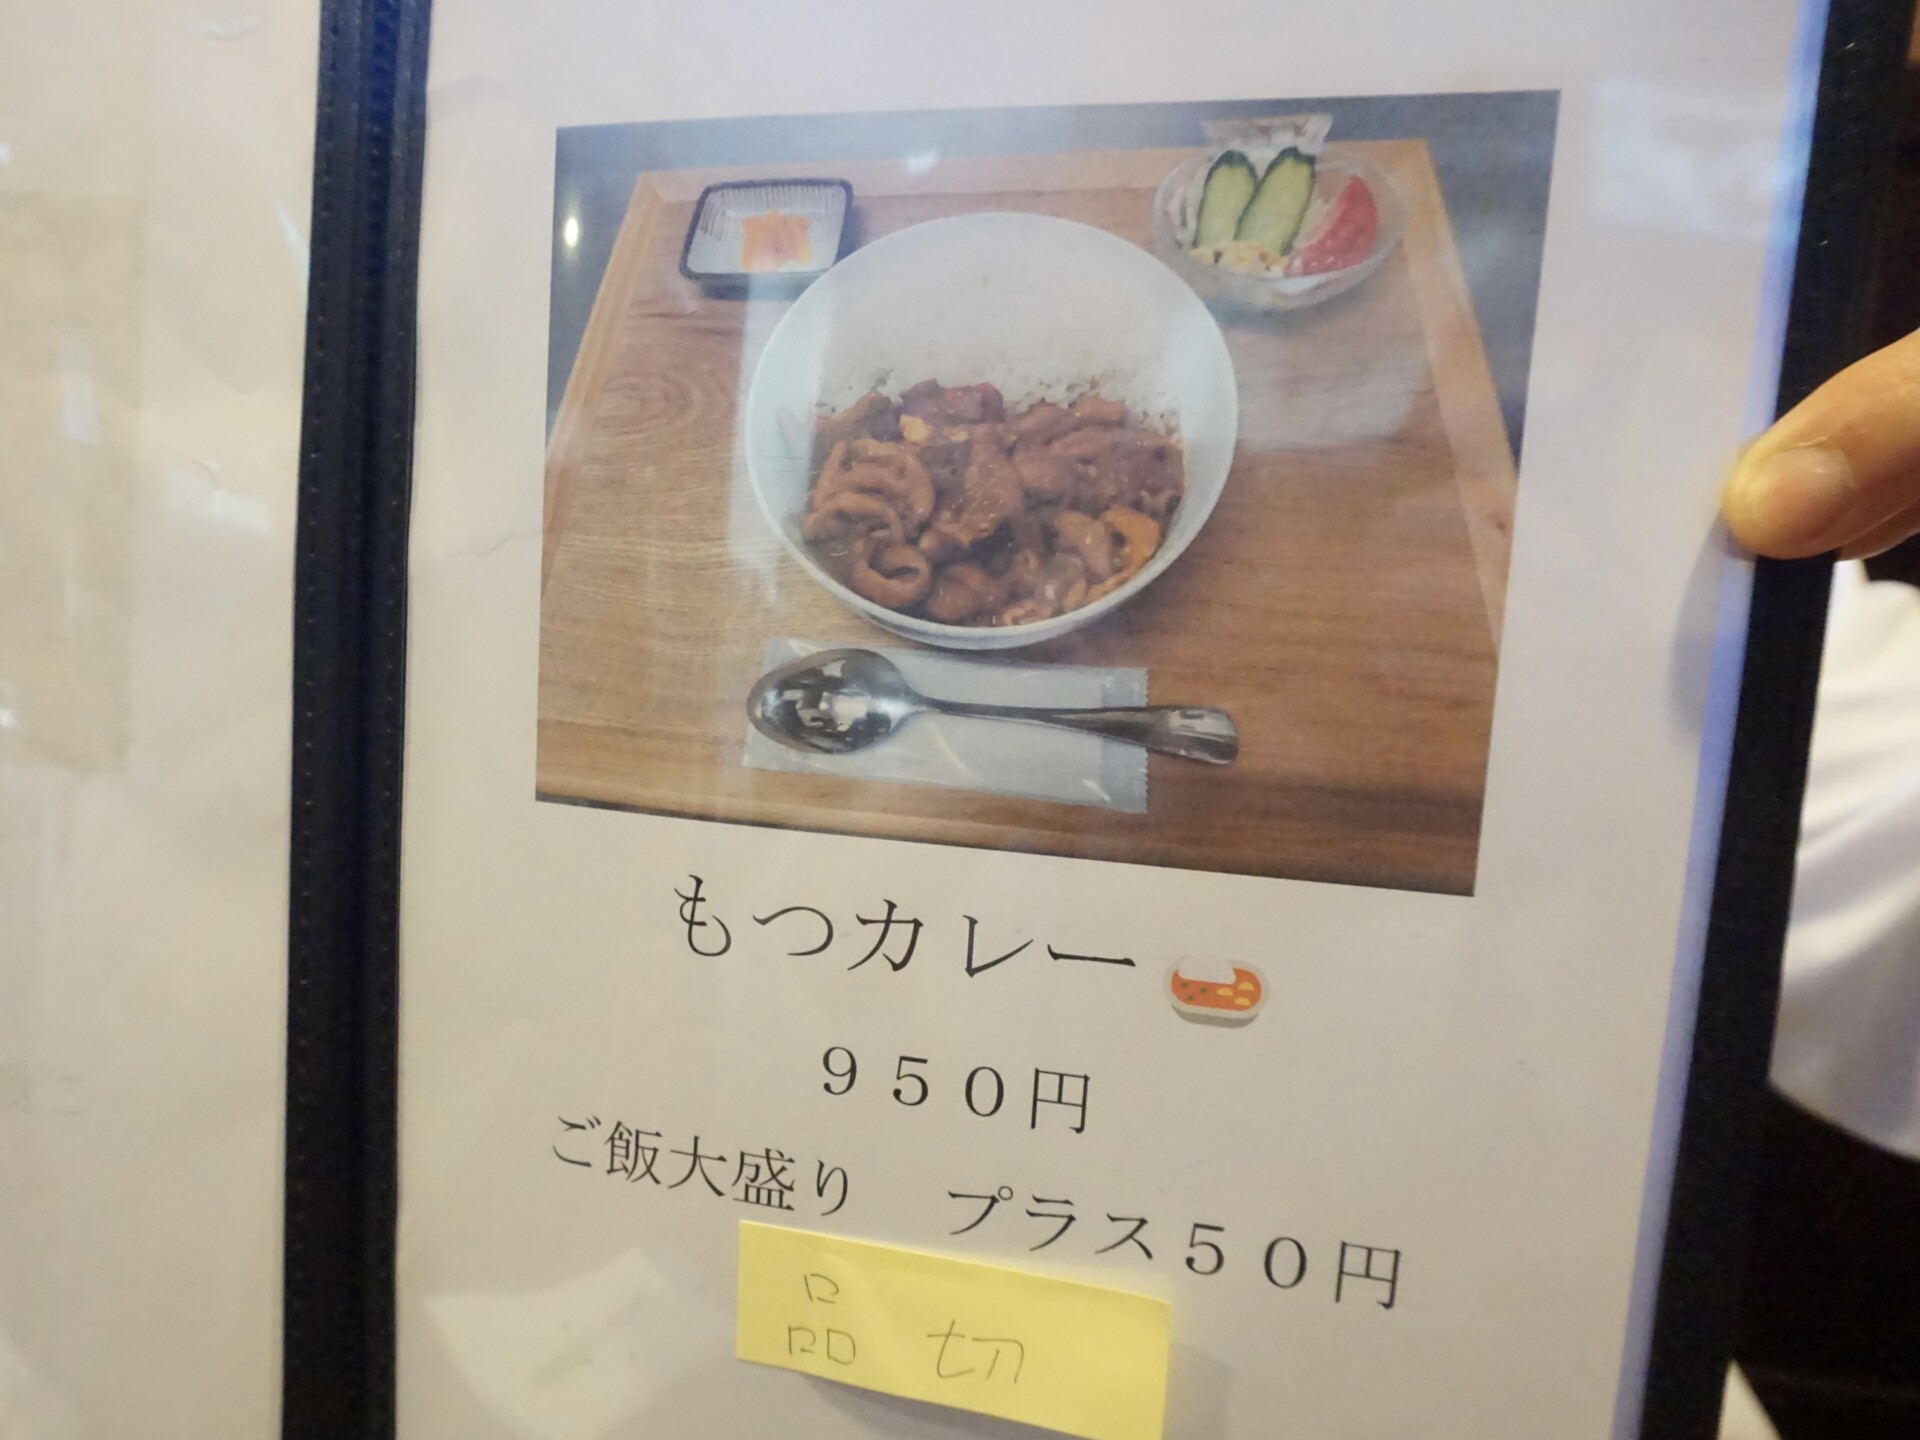 もつカレー
９５０円
ご飯大盛り　プラス５０円
品切